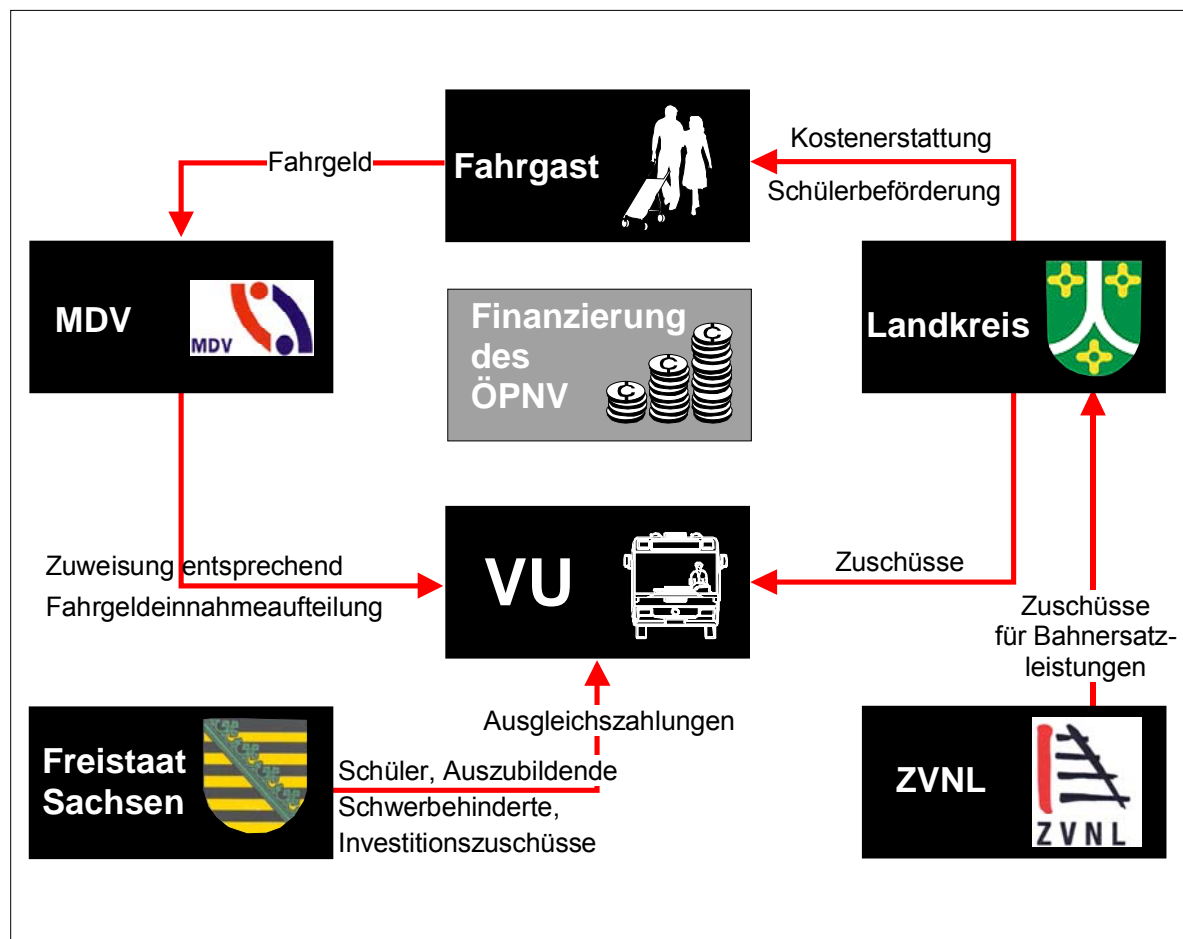 Fahrgast
Fahrgeld
Kostenerstattung
Schülerbeförderung
MDV
MDV
Finanzierung
des
ÖPNV
Landkreis
VU
Zuweisung entsprechend
Fahrgeldeinnahmeaufteilung
Zuschüsse
Zuschüsse
für Bahnersatz-
leistungen
Ausgleichszahlungen
Freistaat
Sachsen
Schüler, Auszubildende
Schwerbehinderte,
Investitionszuschüsse
ZVNL
ZVNL